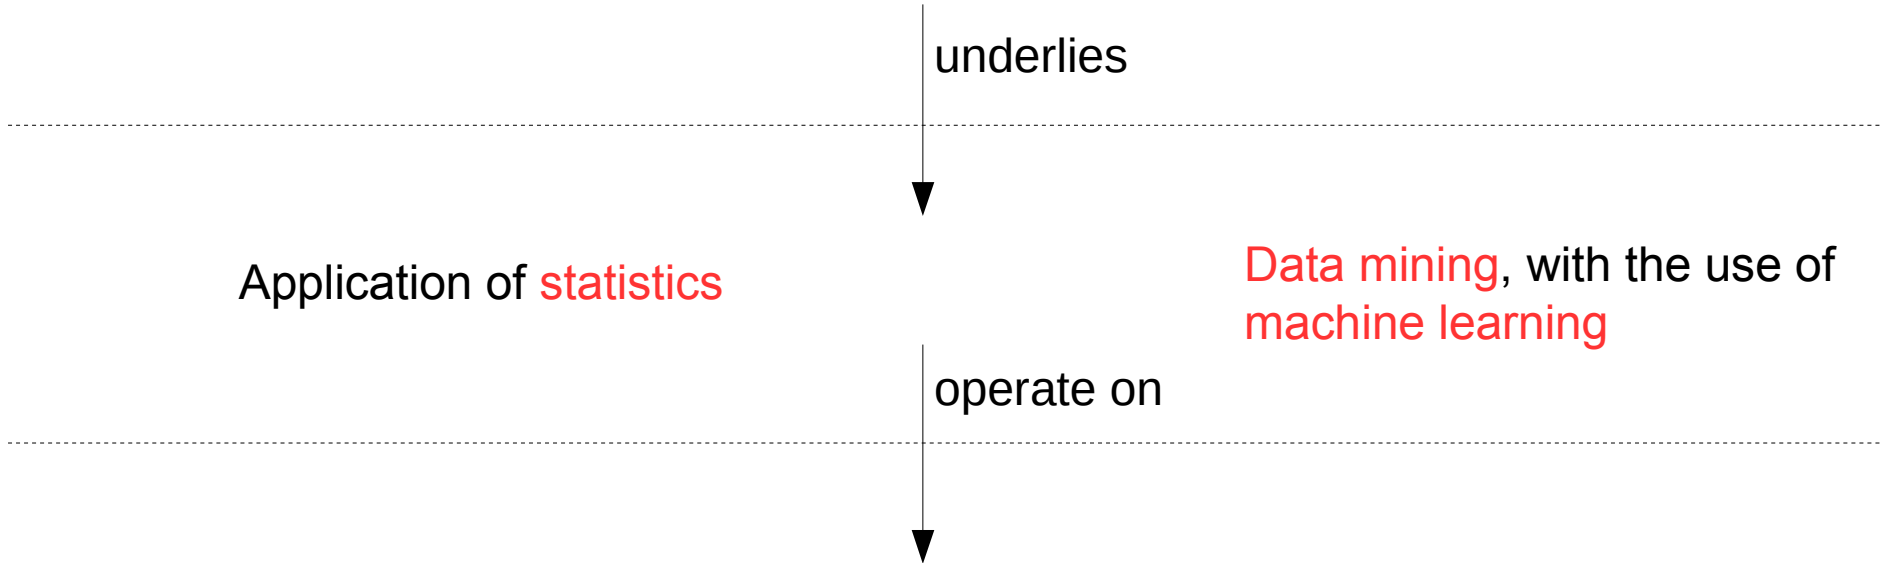 underlies
Application of statistics
Data mining, with the use of
machine learning
operate on